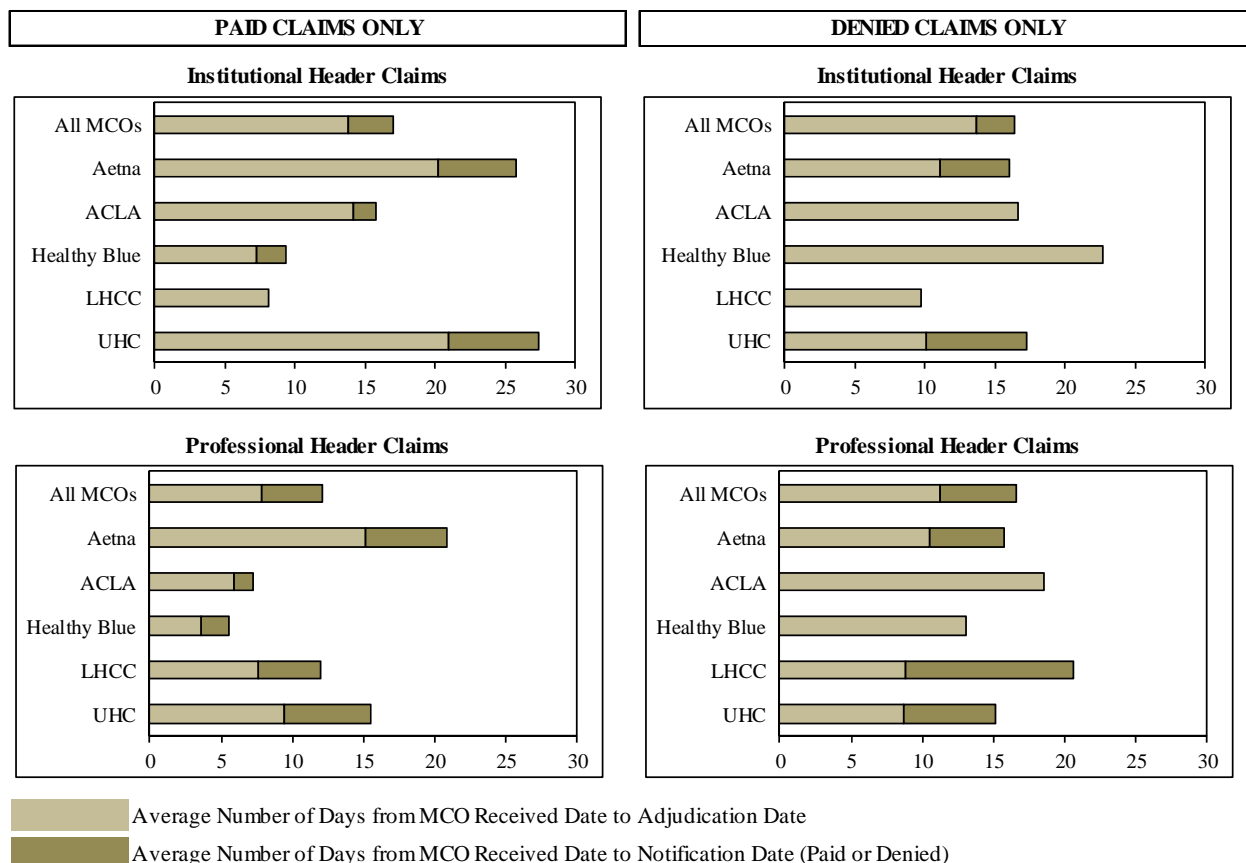 PAID CLAIMS ONLY
Institutional Header Claims
All MCOs
Aetna
ACLA
Healthy Blue
LHCC
UHC
0 5 10 15 20 25 30
Professional Header Claims
All MCOs
Aetna
ACLA
Healthy Blue
LHCC
UHC
0 5 10 15 20 25 30
DENIED CLAIMS ONLY
Institutional Header Claims
All MCOs
Aetna
ACLA
Healthy Blue
LHCC
UHC
0 5 10 15 20 25 30
Professional Header Claims
All MCOs
Aetna
ACLA
Healthy Blue
LHCC
UHC
0 5 10 15 20 25 30
Average Number of Days from MCO Received Date to Adjudication Date
Average Number of Days from MCO Received Date to Notification Date (Paid or Denied)